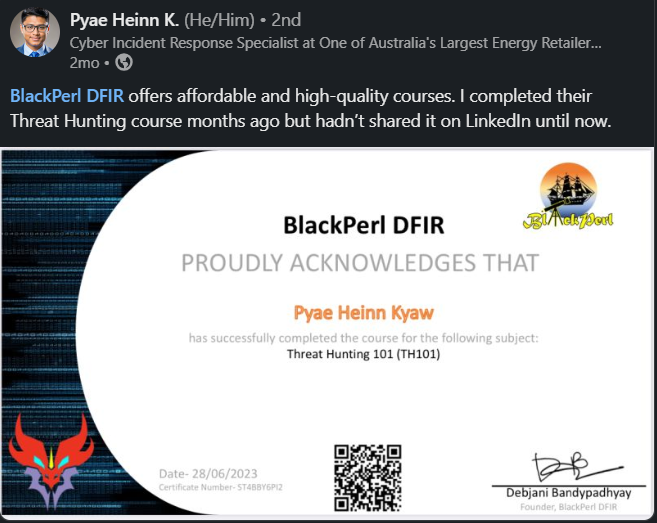 Pyae Heinn K. (He/Him) • 2nd
Cyber Incident Response Specialist at One of Australia's Largest Energy Retailer...
2mo •
BlackPerl DFIR offers affordable and high-quality courses. I completed their
Threat Hunting course months ago but hadn't shared it on LinkedIn until now.
BlackPerl
BlackPerl DFIR
PROUDLY ACKNOWLEDGES THAT
Pyae Heinn Kyaw
has successfully completed the course for the following subject:
Threat Hunting 101 (TH101)
Date- 28/06/2023
Certificate Number- ST4BBY6PI2
Debjani Bandypadhyay
Founder, BlackPerl DFIR